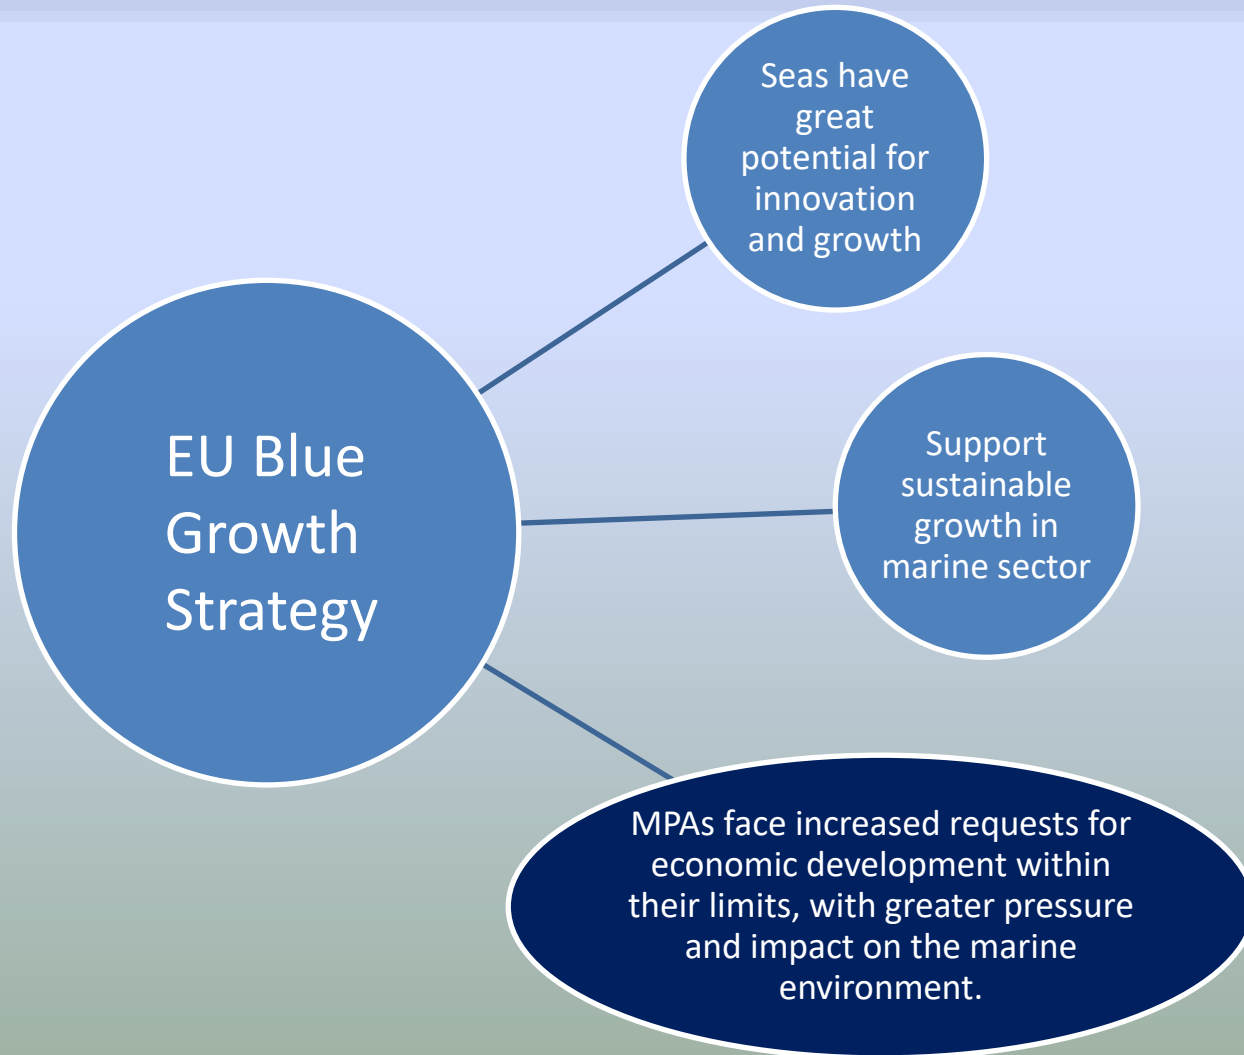 Seas have
great
potential for
innovation
and growth
EU Blue
Growth
Strategy
Support
sustainable
growth in
marine sector
MPAs face increased requests for
economic development within
their limits, with greater pressure
and impact on the marine
environment.